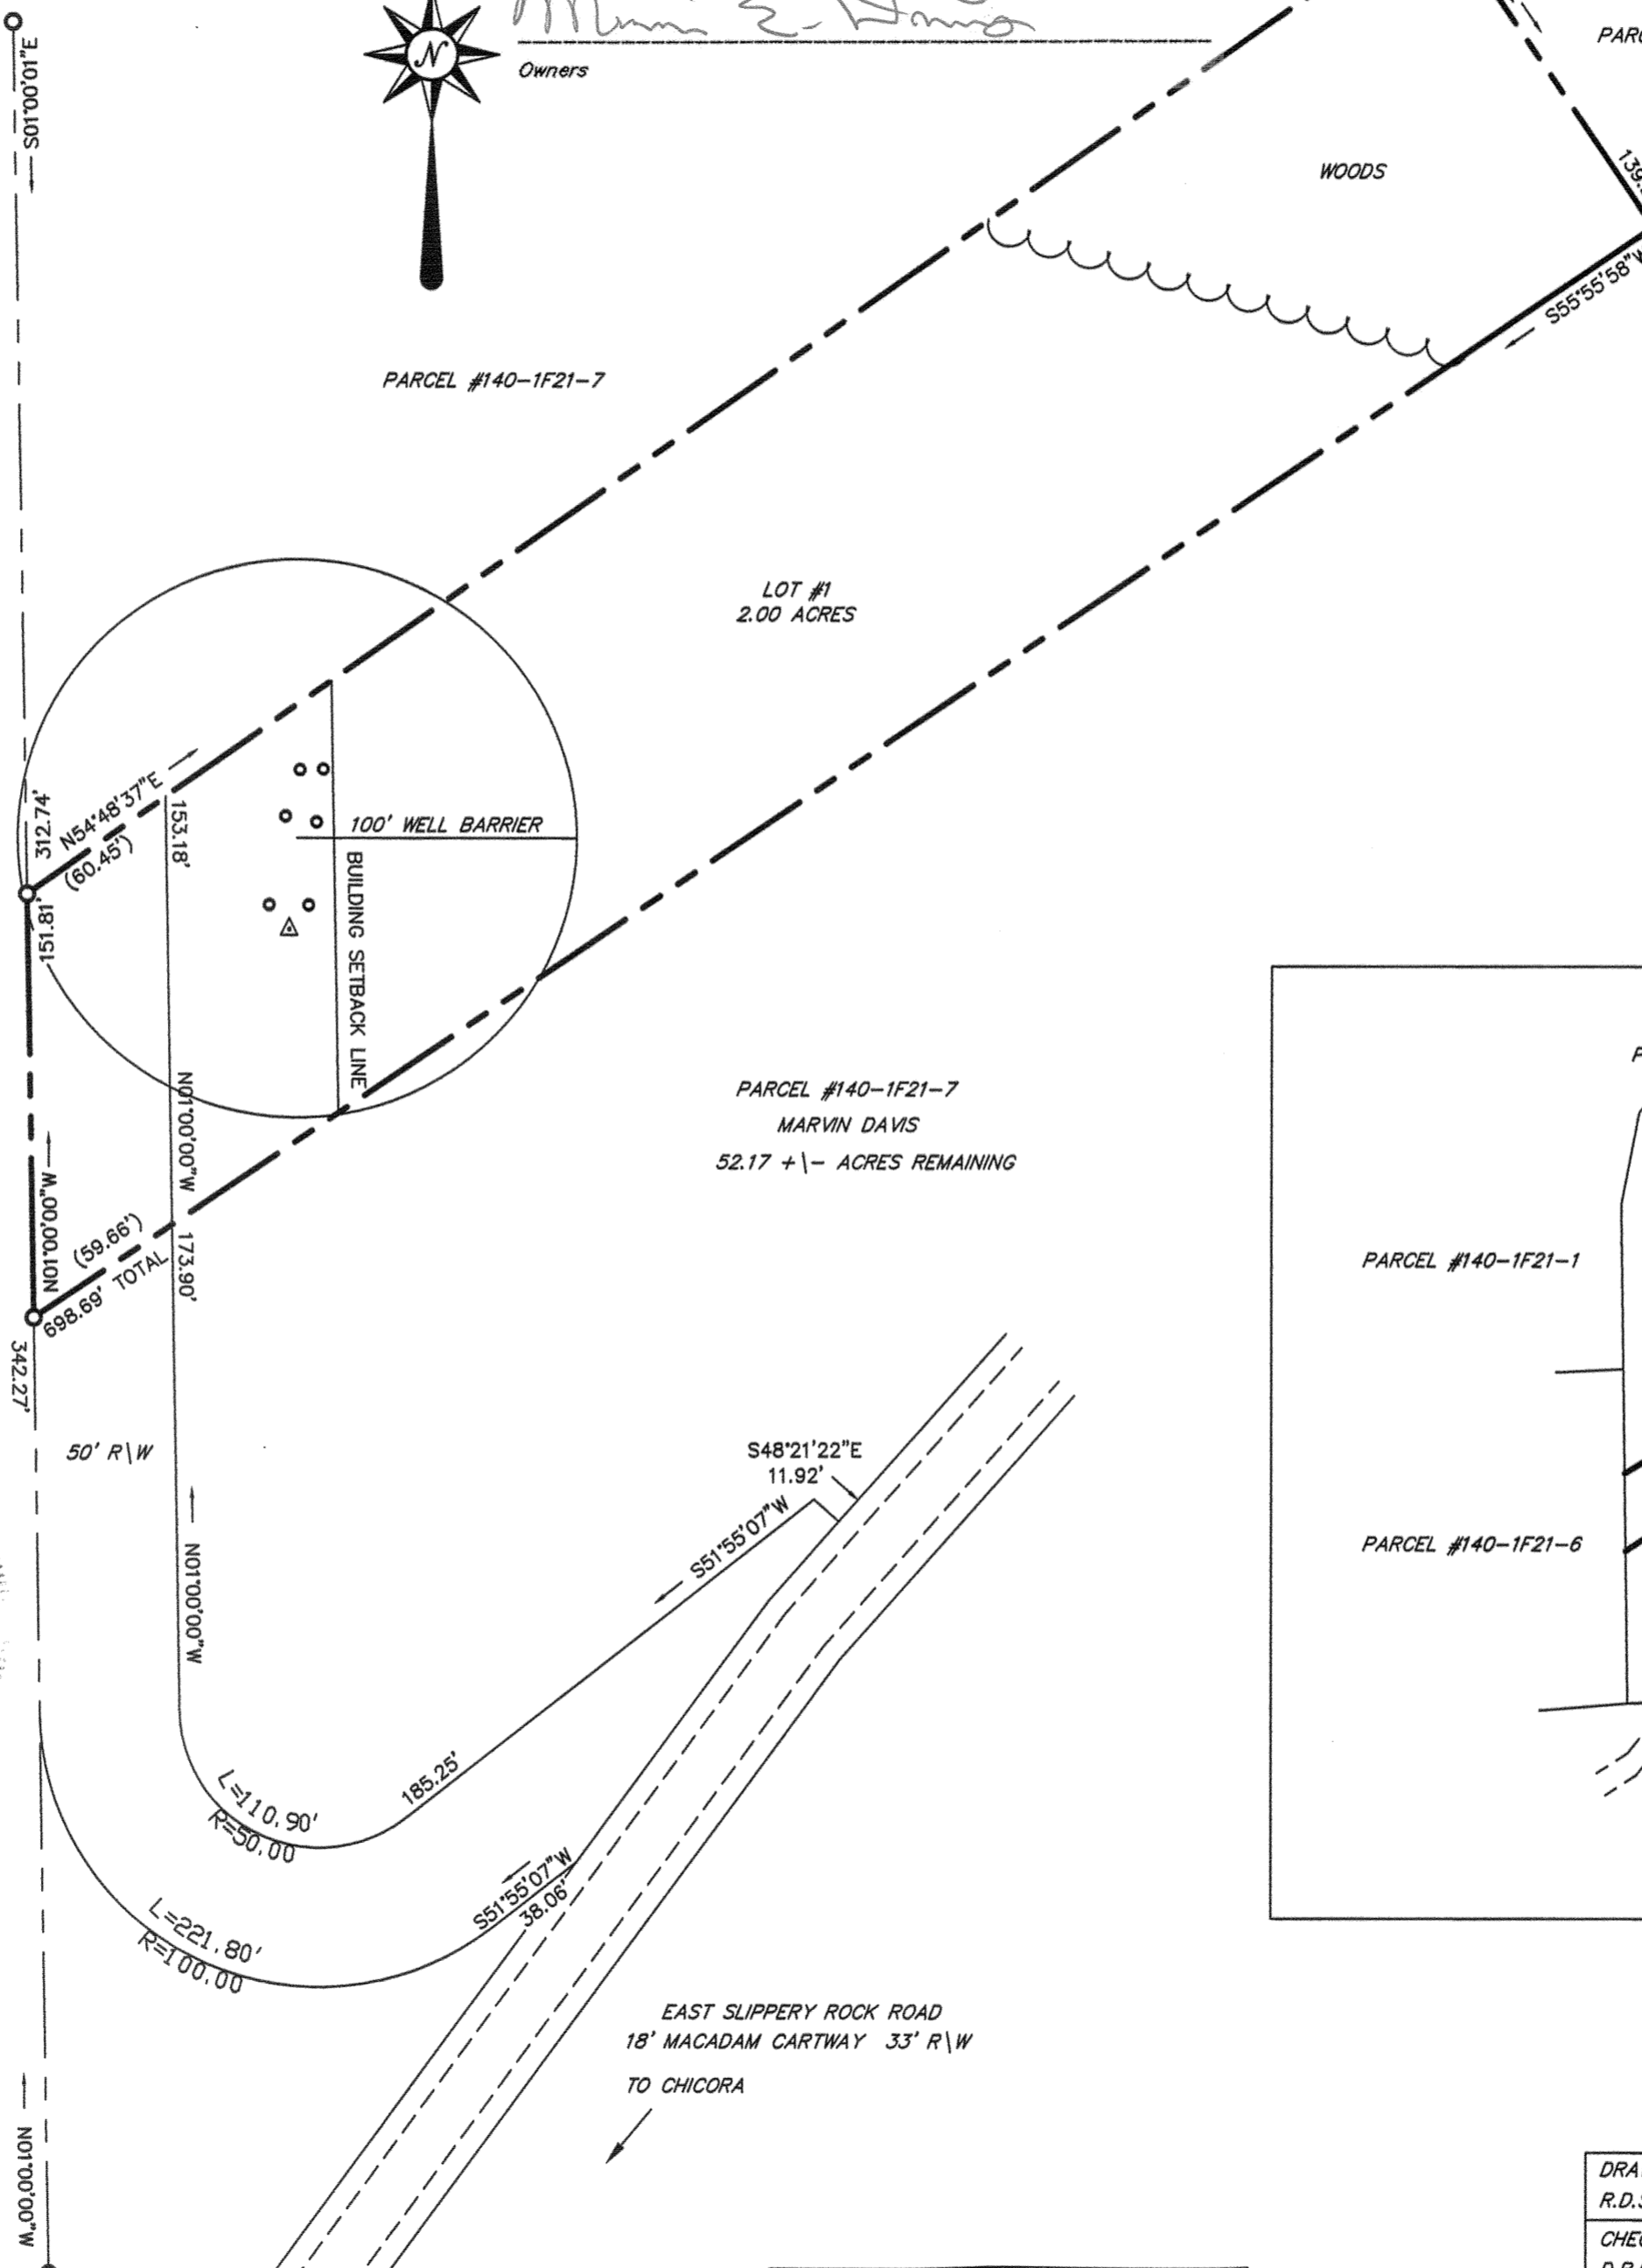 S01°00'01"E
N
Owners
WOODS
S55°55'58"W
PARCEL #140-1F21-7
LOT #1
2.00 ACRES
312.74'
N54°48'37"E
(60.45')
153.18'
100' WELL BARRIER
151.81'
BUILDING SETBACK LINE
N01°00'00"W
N01°00'00"W
PARCEL #140-1F21-7
MARVIN DAVIS
52.17 +\- ACRES REMAINING
(59.66')
698.69' TOTAL
173.90'
342.27'
50' R\W
PARCEL #140-1F21-1
S48°21'22"E
11.92'
S51°55'07"W
N01°00'00"W
PARCEL #140-1F21-6
185.25'
L=110.90'
R=50.00
S51°55'07"W
38.06'
L=221.80'
R=100.00
EAST SLIPPERY ROCK ROAD
18' MACADAM CARTWAY 33' R\W
TO CHICORA
N01°00'00"W